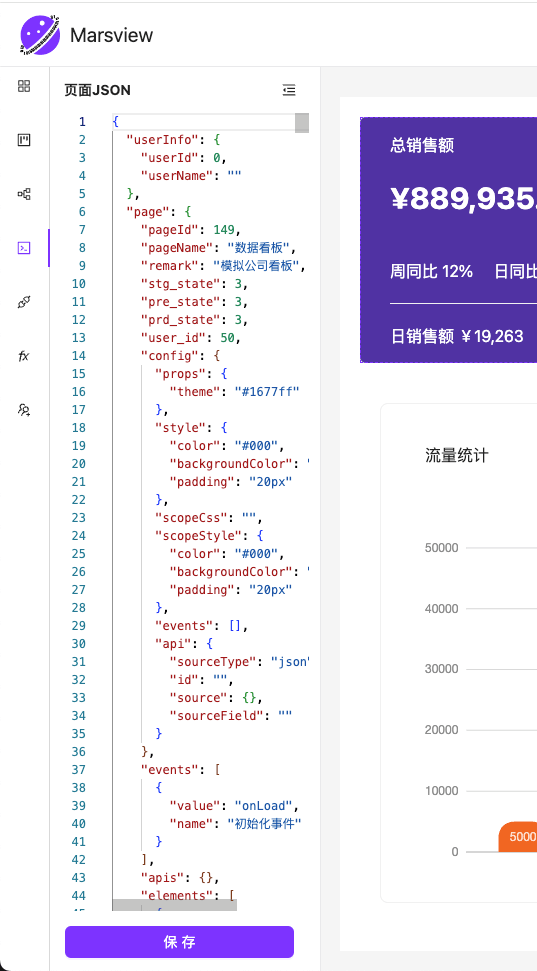 Marsview
页面JSON
1 {
2 "userInfo": {
3 "userId": 0,
4 "userName": ""
5 },
6 "page": {
7 "pageId": 149,
8 "pageName": "数据看板",
9 "remark": "模拟公司看板",
10 "stg_state": 3,
11 "pre_state": 3,
12 "prd_state": 3,
13 "user_id": 50,
14 "config": {
15 "props": {
16 "theme": "#1677ff"
17 },
18 "style": {
19 "color": "#000",
20 "backgroundColor": "
21 "padding": "20px"
22 },
23 "scopeCss": "",
24 "scopeStyle": {
25 "color": "#000",
26 "backgroundColor": "
27 "padding": "20px"
28 },
29 "events": [],
30 "api": {
31 "sourceType": "json"
32 "id": "",
33 "source": {},
34 "sourceField": ""
35 }
36 },
37 "events": [
38 {
39 "value": "onLoad",
40 "name": "初始化事件"
41 }
42 ],
43 "apis": {},
44 "elements": [
保 存
总销售额
¥889,935.
周同比 12% 日同比
日销售额 ¥19,263
流量统计
50000
40000
30000
20000
10000
0
5000
fx